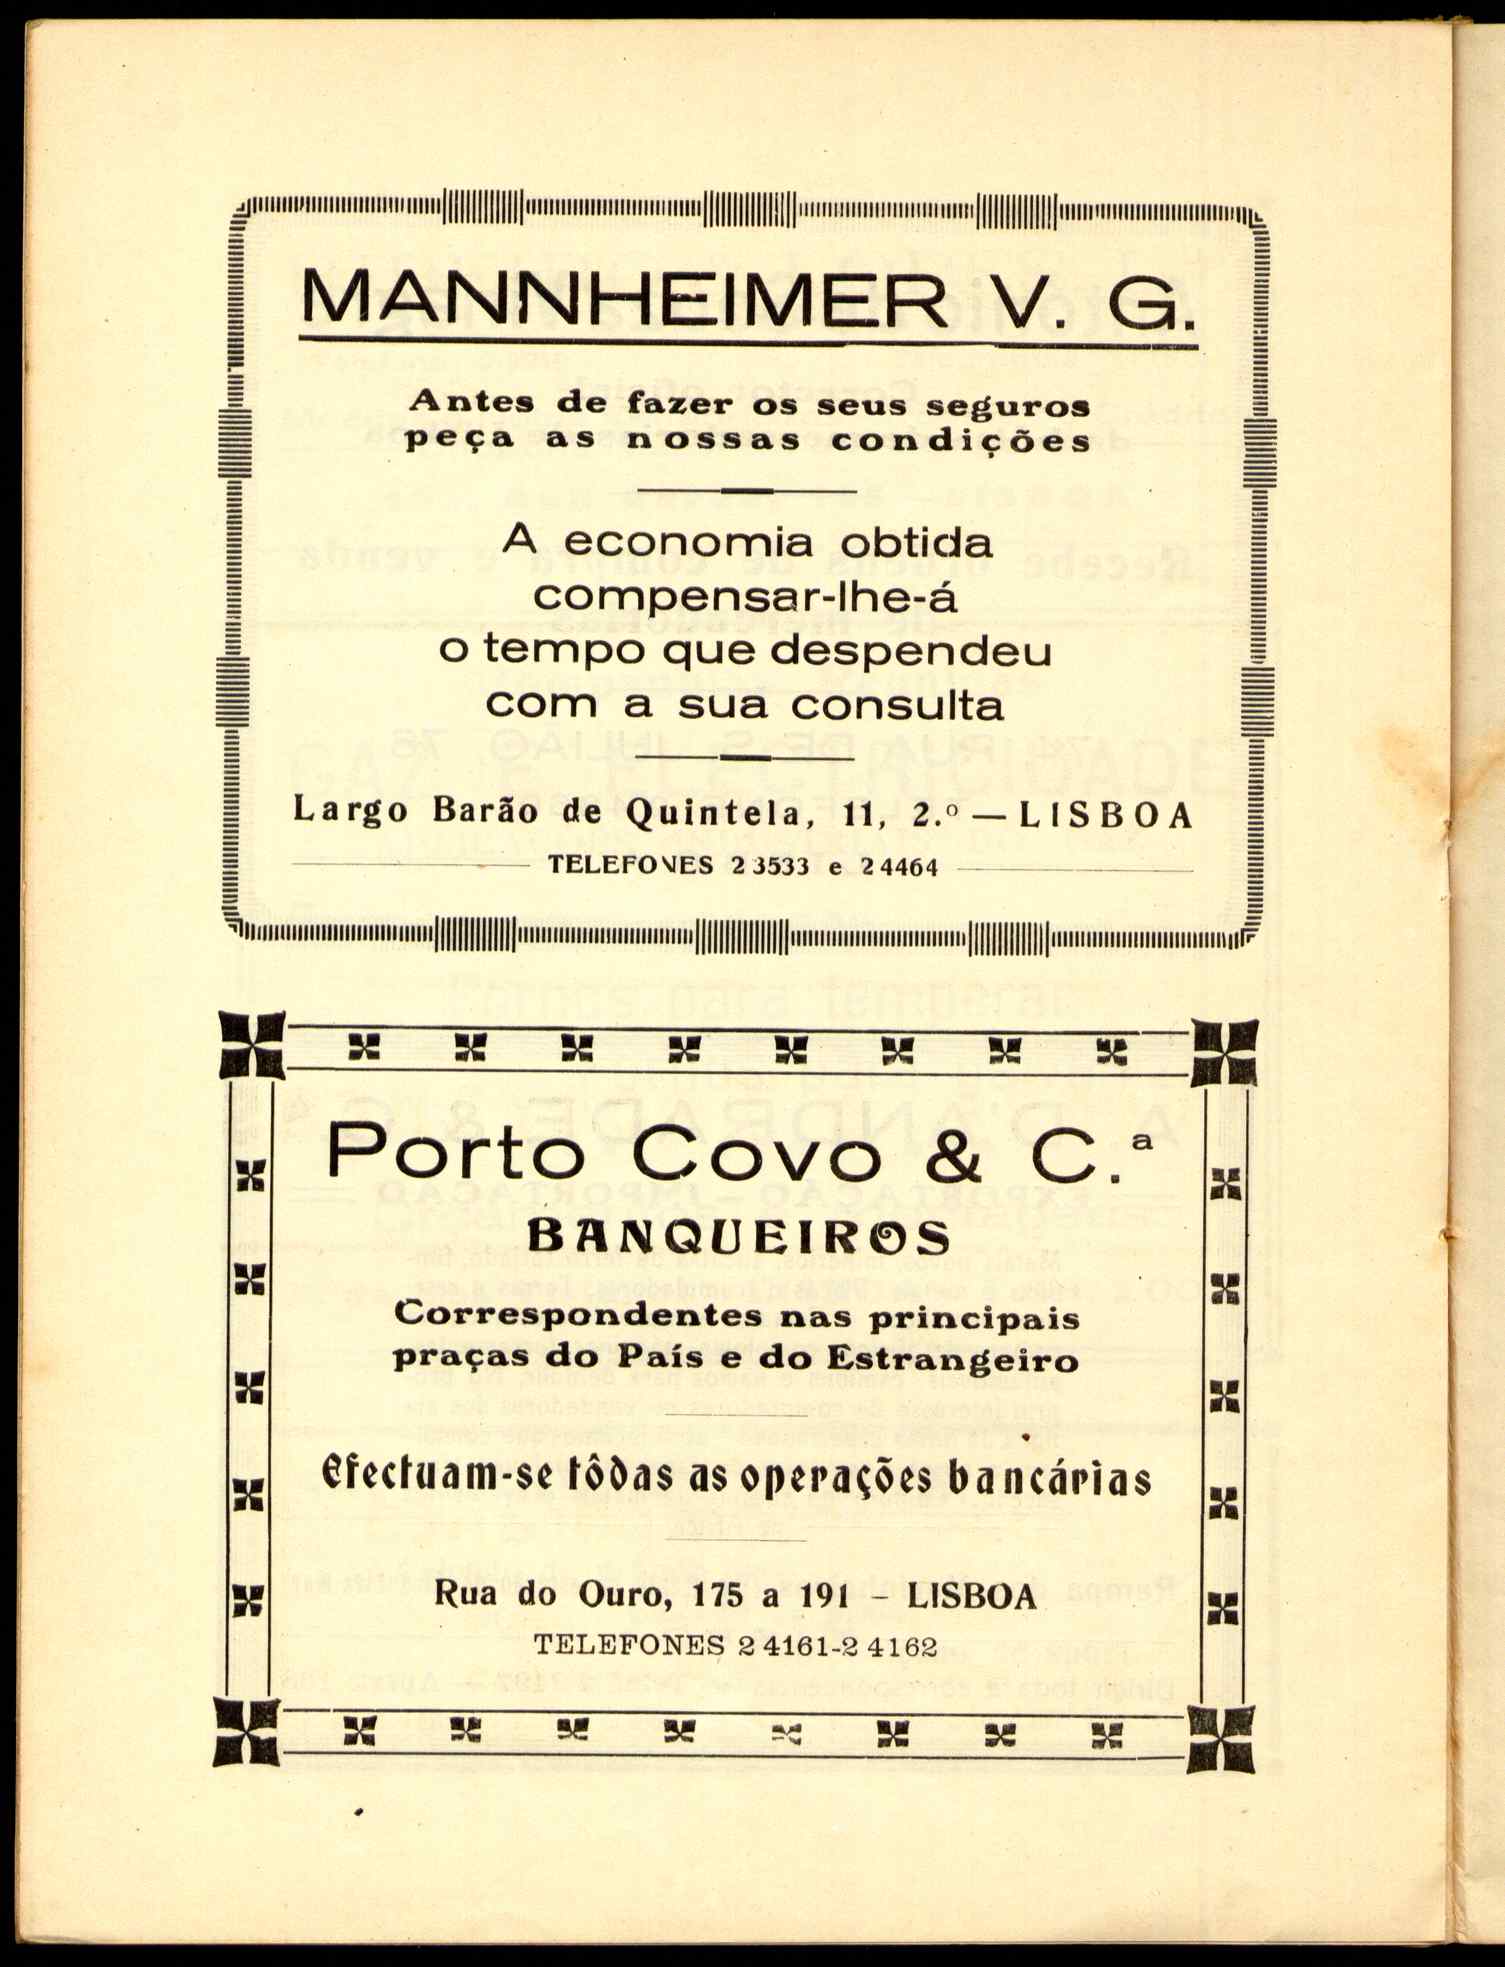 MANNHEIMER V. G.
Antes de fazer os seus seguros
peça as nossas condições
A economia obtida
compensar-lhe-á
o tempo que despendeu
com a sua consulta
Largo Barão de Quintela, 11, 2.º — LISBOA
TELEFONES 2 3533 e 2 4464
Porto Covo & C.ª
BANQUEIROS
Correspondentes nas principais
praças do País e do Estrangeiro
Efectuam-se tôdas as operações bancárias
Rua do Ouro, 175 a 191 - LISBOA
TELEFONES 2 4161-2 4162